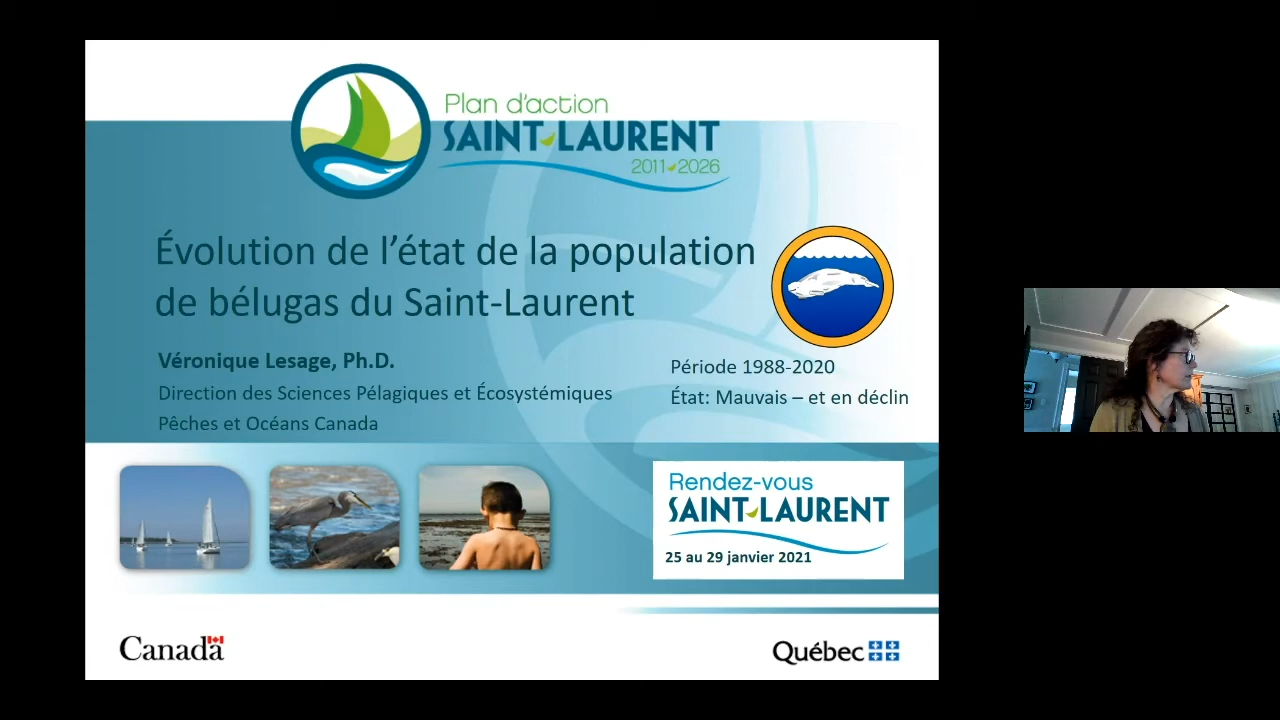 Plan d'action
SAINT-LAURENT
2011-2026
Évolution de l'état de la population
de bélugas du Saint-Laurent
Véronique Lesage, Ph.D.
Direction des Sciences Pélagiques et Écosystémiques
Pêches et Océans Canada
Période 1988-2020
État: Mauvais – et en déclin
Rendez-vous
SAINT-LAURENT
25 au 29 janvier 2021
Canada
Québec